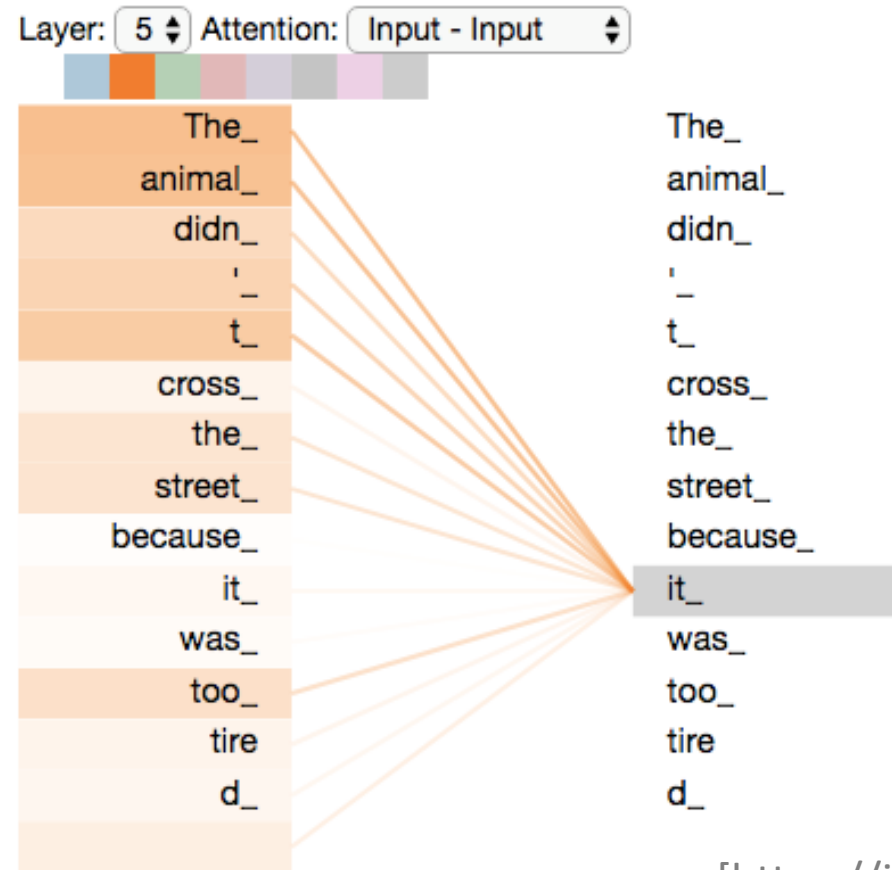 Layer: 5 Attention: Input - Input
The_ The_
animal_ animal_
didn_ didn_
'_ '_
t_ t_
cross_ cross_
the_ the_
street_ street_
because_ because_
it_ it_
was_ was_
too_ too_
tire tire
d_ d_